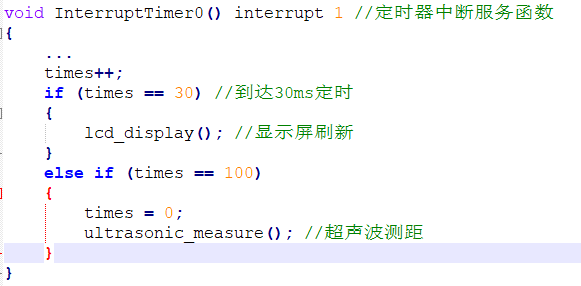 void InterruptTimer0() interrupt 1 //定时器中断服务函数
{
    ...
    times++;
    if (times == 30) //到达30ms定时
    {
        lcd_display(); //显示屏刷新
    }
    else if (times == 100)
    {
        times = 0;
        ultrasonic_measure(); //超声波测距
    }
}